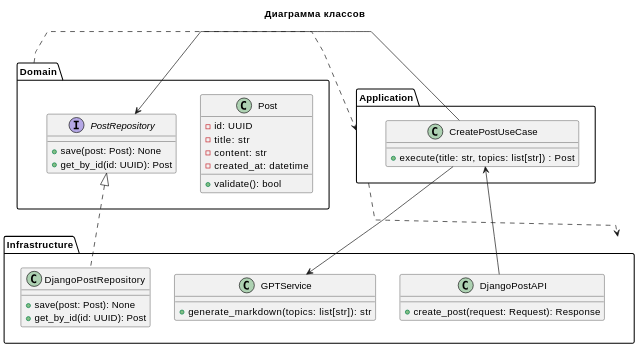 Диаграмма классов
Domain
I PostRepository
save(post: Post): None
get_by_id(id: UUID): Post
C Post
id: UUID
title: str
content: str
created_at: datetime
validate(): bool
Application
C CreatePostUseCase
execute(title: str, topics: list[str]) : Post
Infrastructure
C DjangoPostRepository
save(post: Post): None
get_by_id(id: UUID): Post
C GPTService
generate_markdown(topics: list[str]): str
C DjangoPostAPI
create_post(request: Request): Response